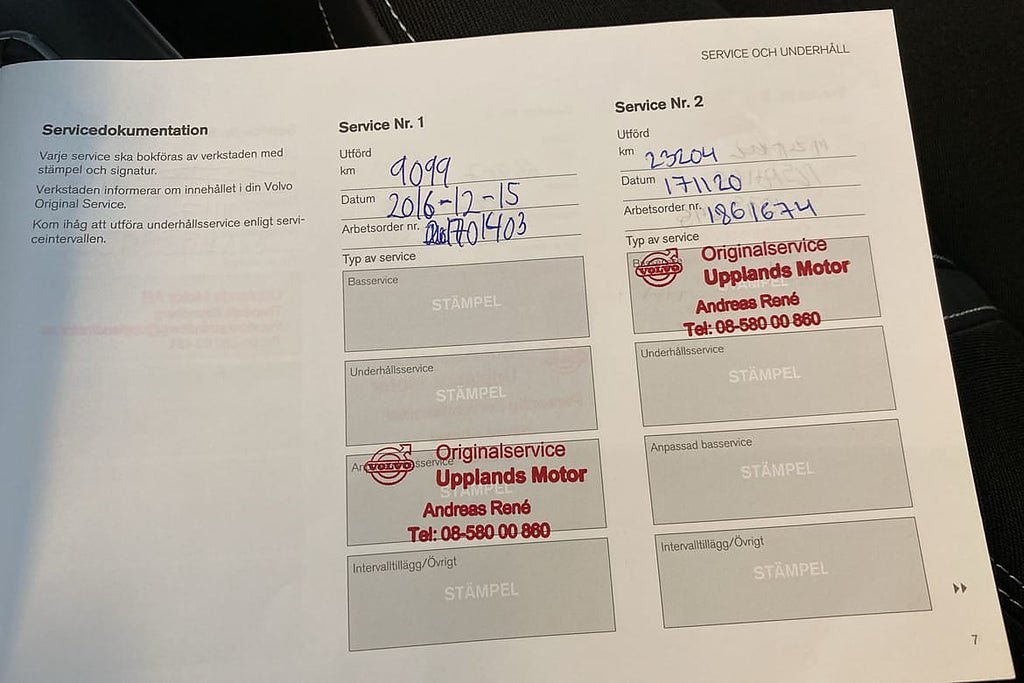 SERVICE OCH UNDERHÅLL
Servicedokumentation
Varje service ska bokföras av verkstaden med
stämpel och signatur.
Verkstaden informerar om innehållet i din Volvo
Original Service.
Kom ihåg att utföra underhållsservice enligt servi-
ceintervallen.
Service Nr. 1
Utförd
km 9099
Datum 2016-12-15
Arbetsorder nr. 1701403
Typ av service
Basservice
STÄMPEL
Underhållsservice
STÄMPEL
VOLVO
Originalservice
Upplands Motor
STÄMPEL
Andreas René
Tel: 08-580 00 860
Intervalltillägg/Övrigt
STÄMPEL
Service Nr. 2
Utförd
km 23204
Datum 171120
Arbetsorder nr. 1861674
Typ av service
VOLVO
Originalservice
Upplands Motor
STÄMPEL
Andreas René
Tel: 08-580 00 860
Underhållsservice
STÄMPEL
Anpassad basservice
STÄMPEL
Intervalltillägg/Övrigt
STÄMPEL
7